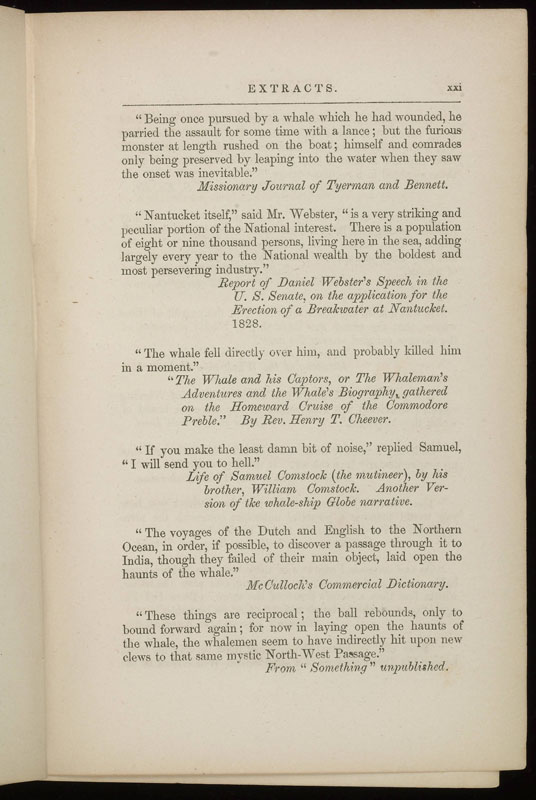 EXTRACTS. xxi
“Being once pursued by a whale which he had wounded, he
parried the assault for some time with a lance; but the furious
monster at length rushed on the boat; himself and comrades
only being preserved by leaping into the water when they saw
the onset was inevitable.”
Missionary Journal of Tyerman and Bennett.
“Nantucket itself,” said Mr. Webster, “is a very striking and
peculiar portion of the National interest. There is a population
of eight or nine thousand persons, living here in the sea, adding
largely every year to the National wealth by the boldest and
most persevering industry.”
Report of Daniel Webster's Speech in the
U. S. Senate, on the application for the
Erection of a Breakwater at Nantucket.
1828.
“The whale fell directly over him, and probably killed him
in a moment.”
“The Whale and his Captors, or The Whaleman's
Adventures and the Whale's Biography, gathered
on the Homeward Cruise of the Commodore
Preble.” By Rev. Henry T. Cheever.
“If you make the least damn bit of noise,” replied Samuel,
“I will send you to hell.”
Life of Samuel Comstock (the mutineer), by his
brother, William Comstock. Another Ver-
sion of the whale-ship Globe narrative.
“The voyages of the Dutch and English to the Northern
Ocean, in order, if possible, to discover a passage through it to
India, though they failed of their main object, laid open the
haunts of the whale.”
McCulloch's Commercial Dictionary.
“These things are reciprocal; the ball rebounds, only to
bound forward again; for now in laying open the haunts of
the whale, the whalemen seem to have indirectly hit upon new
clews to that same mystic North-West Passage.”
From “Something” unpublished.